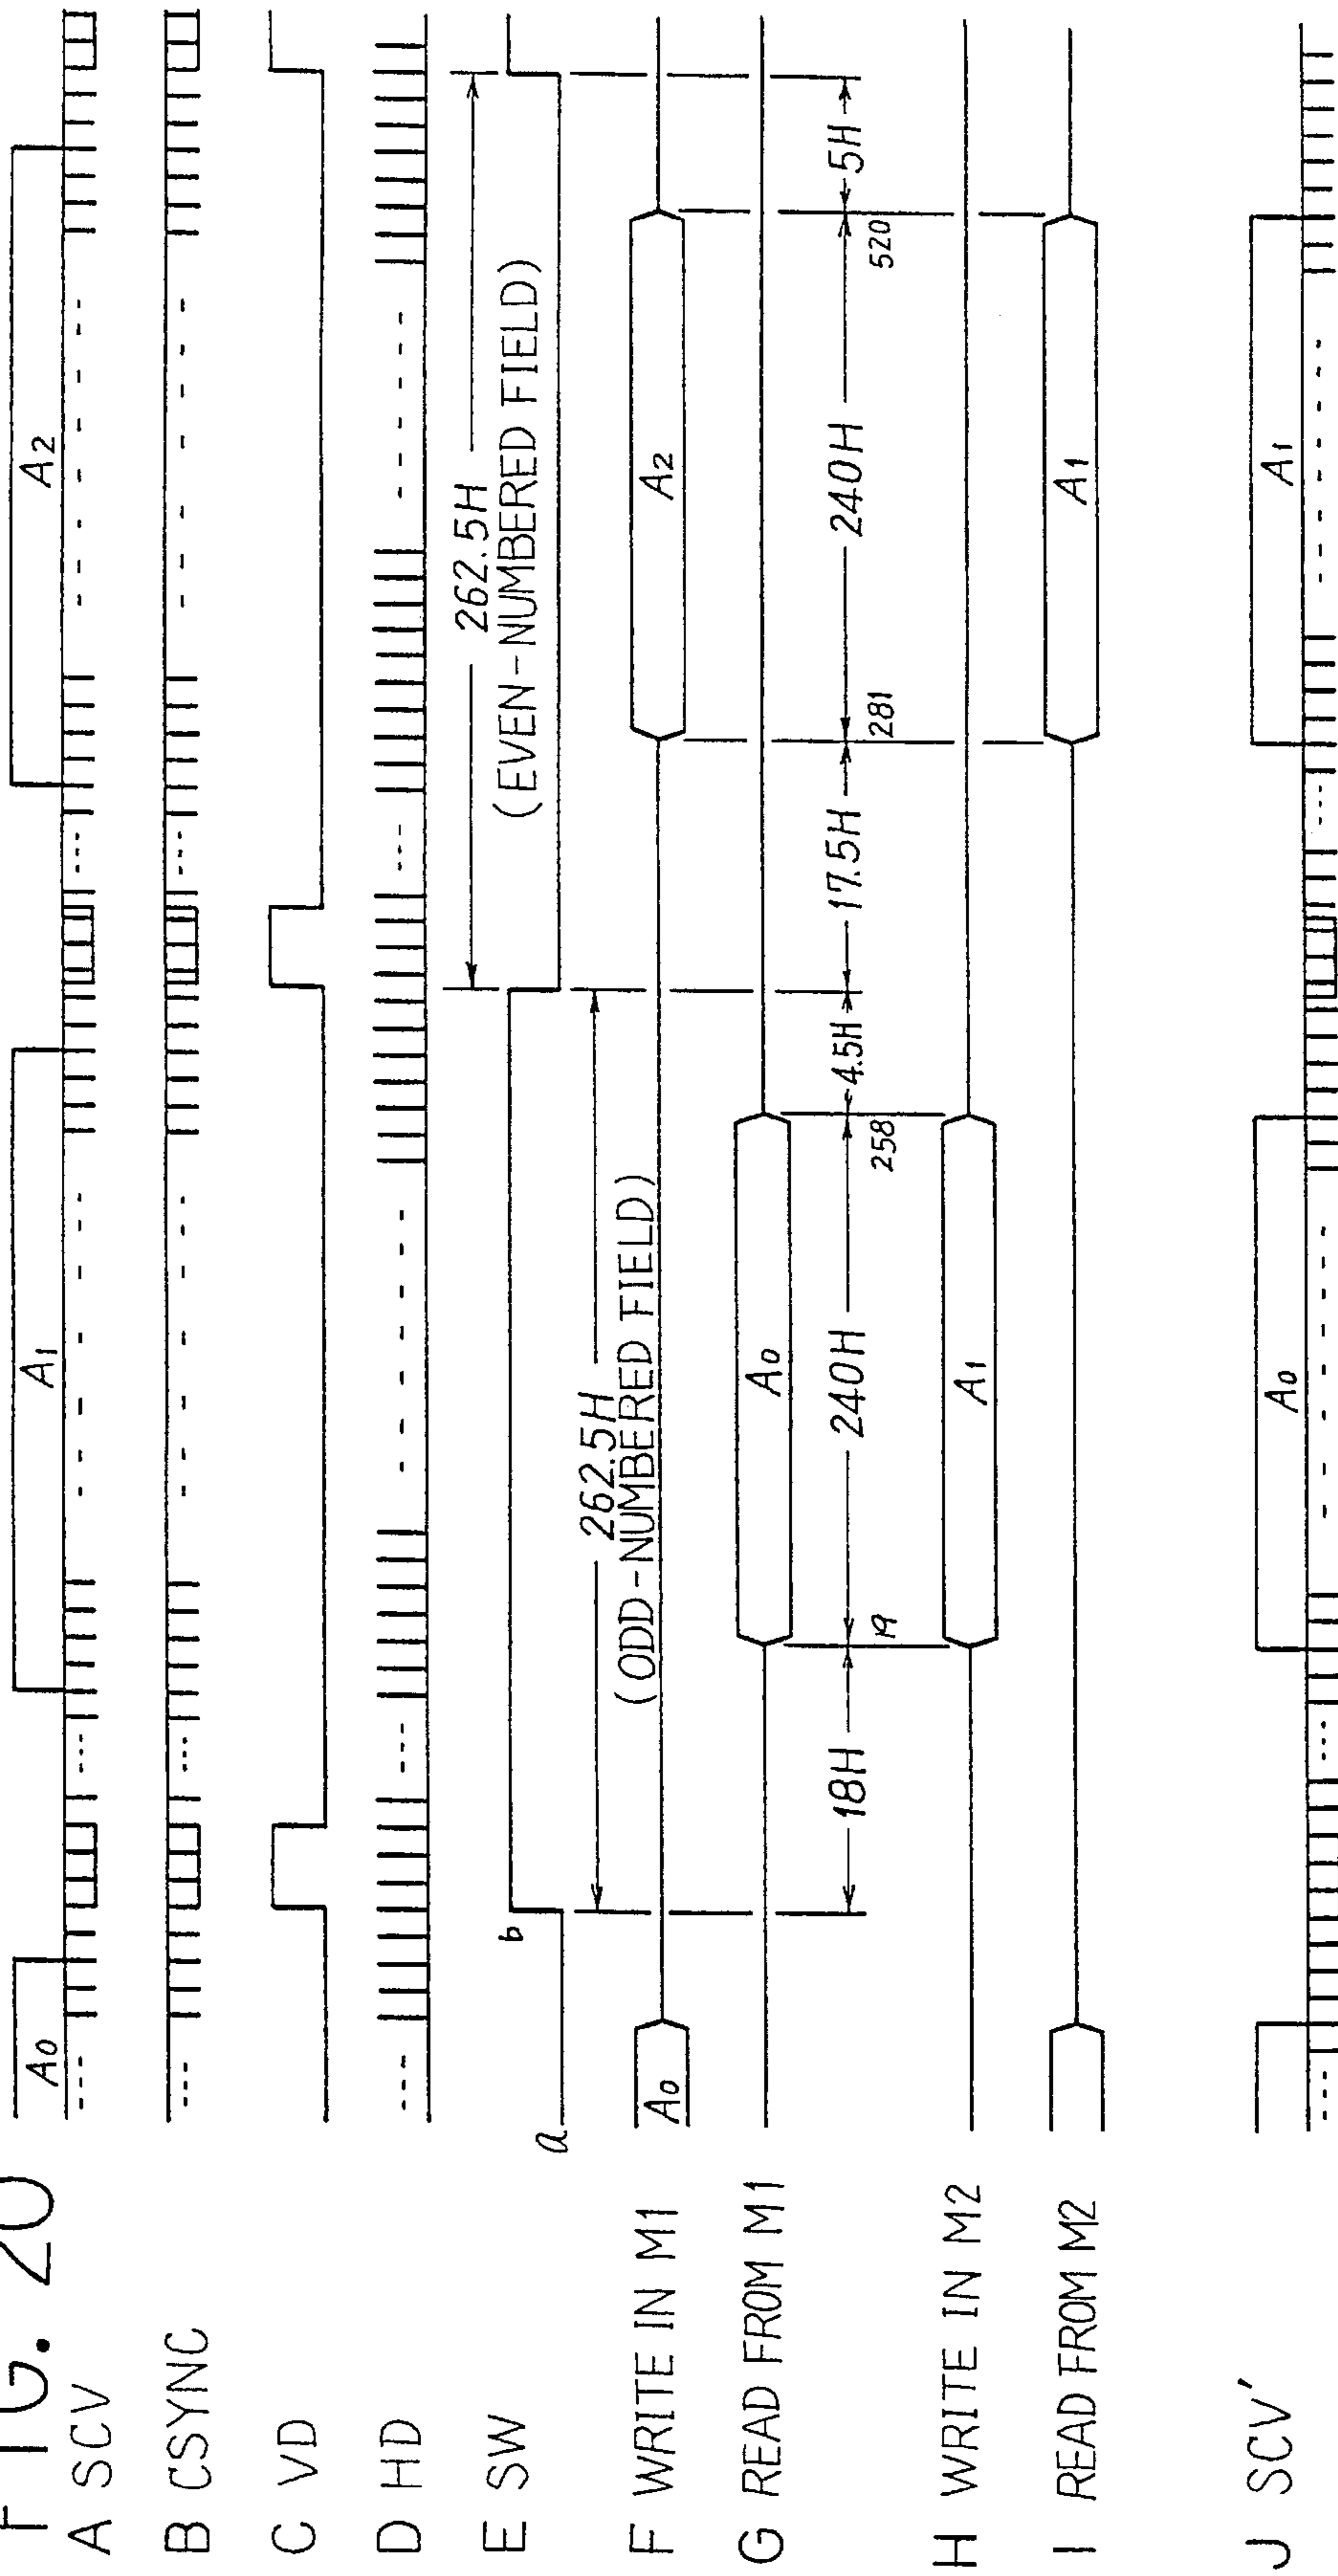 FIG. 20
A SCV
A0
A1
A2
B CSYNC
C VD
D HD
E SW
a
b
262.5H
(EVEN-NUMBERED FIELD)
262.5H
(ODD-NUMBERED FIELD)
F WRITE IN M1
A0
A2
G READ FROM M1
A0
18H
240H
4.5H
17.5H
240H
5H
19
258
281
520
H WRITE IN M2
A1
I READ FROM M2
A1
J SCV'
A0
A1